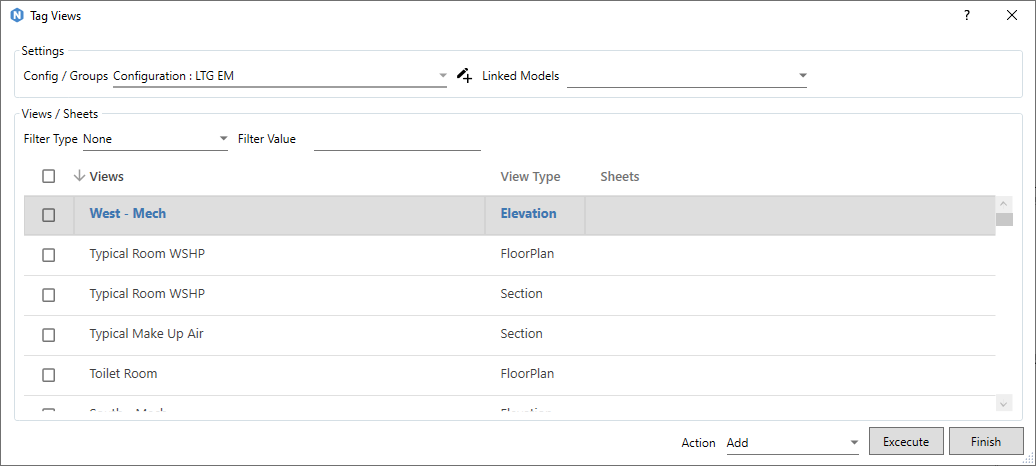 Tag Views
?
Settings
Config / Groups Configuration : LTG EM Linked Models
Views / Sheets
Filter Type None Filter Value
Views View Type Sheets
West - Mech Elevation
Typical Room WSHP FloorPlan
Typical Room WSHP Section
Typical Make Up Air Section
Toilet Room FloorPlan
Action Add Excecute Finish